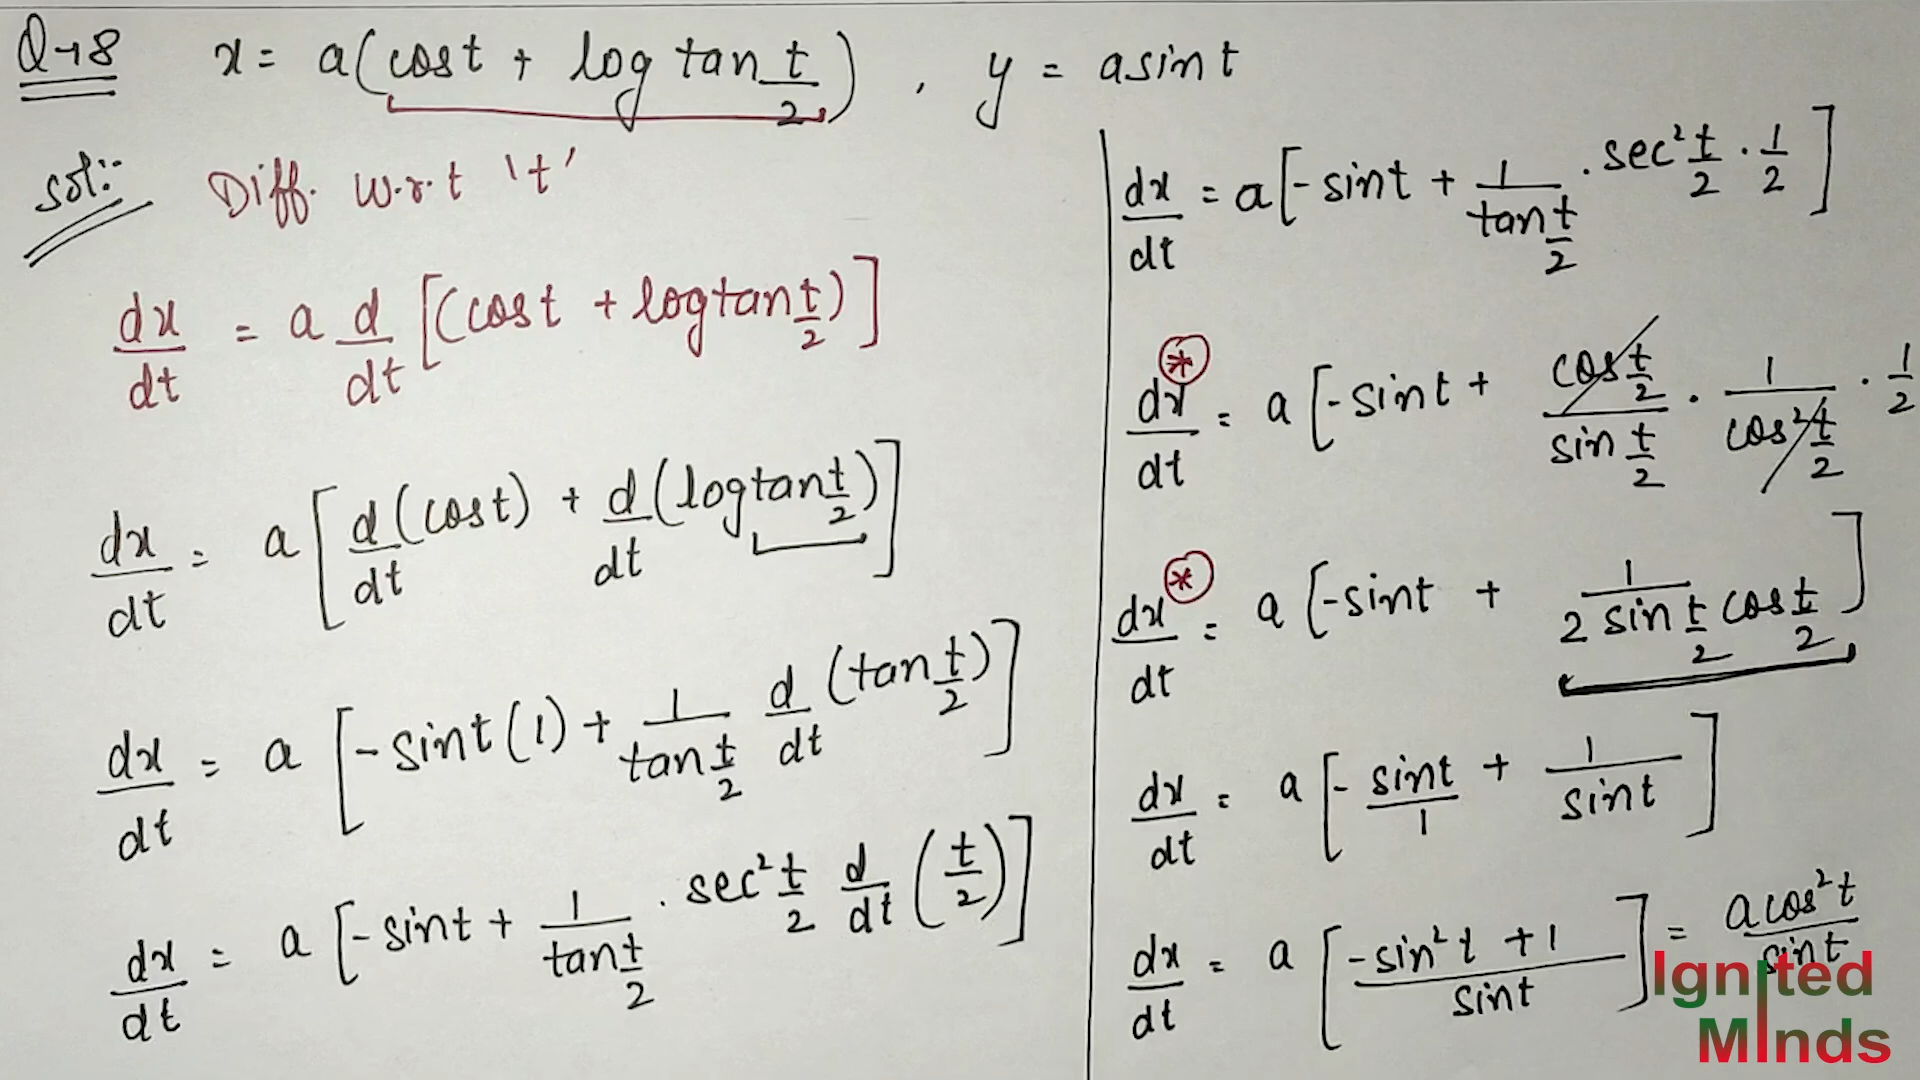 Q→8 x = a(cost + log tan t/2), y = a sint
Sol:- Diff. w.r.t 't'
dx/dt = a d/dt [(cost + log tan t/2)]
dx/dt = a [d/dt (cost) + d/dt (log tan t/2)]
dx/dt = a [-sint(1) + 1/(tan t/2) d/dt (tan t/2)]
dx/dt = a [-sint + 1/(tan t/2) . sec² t/2 d/dt (t/2)]
dx/dt = a [-sint + 1/(tan t/2) . sec² t/2 . 1/2]
* dx/dt = a [-sint + (cos t/2)/(sin t/2) . 1/(cos² t/2) . 1/2
* dx/dt = a [-sint + 1/(2 sin t/2 cos t/2)]
dx/dt = a [-sint/1 + 1/sint]
dx/dt = a [(-sin²t + 1)/sint] = a cos²t/sint
Ignited
Minds